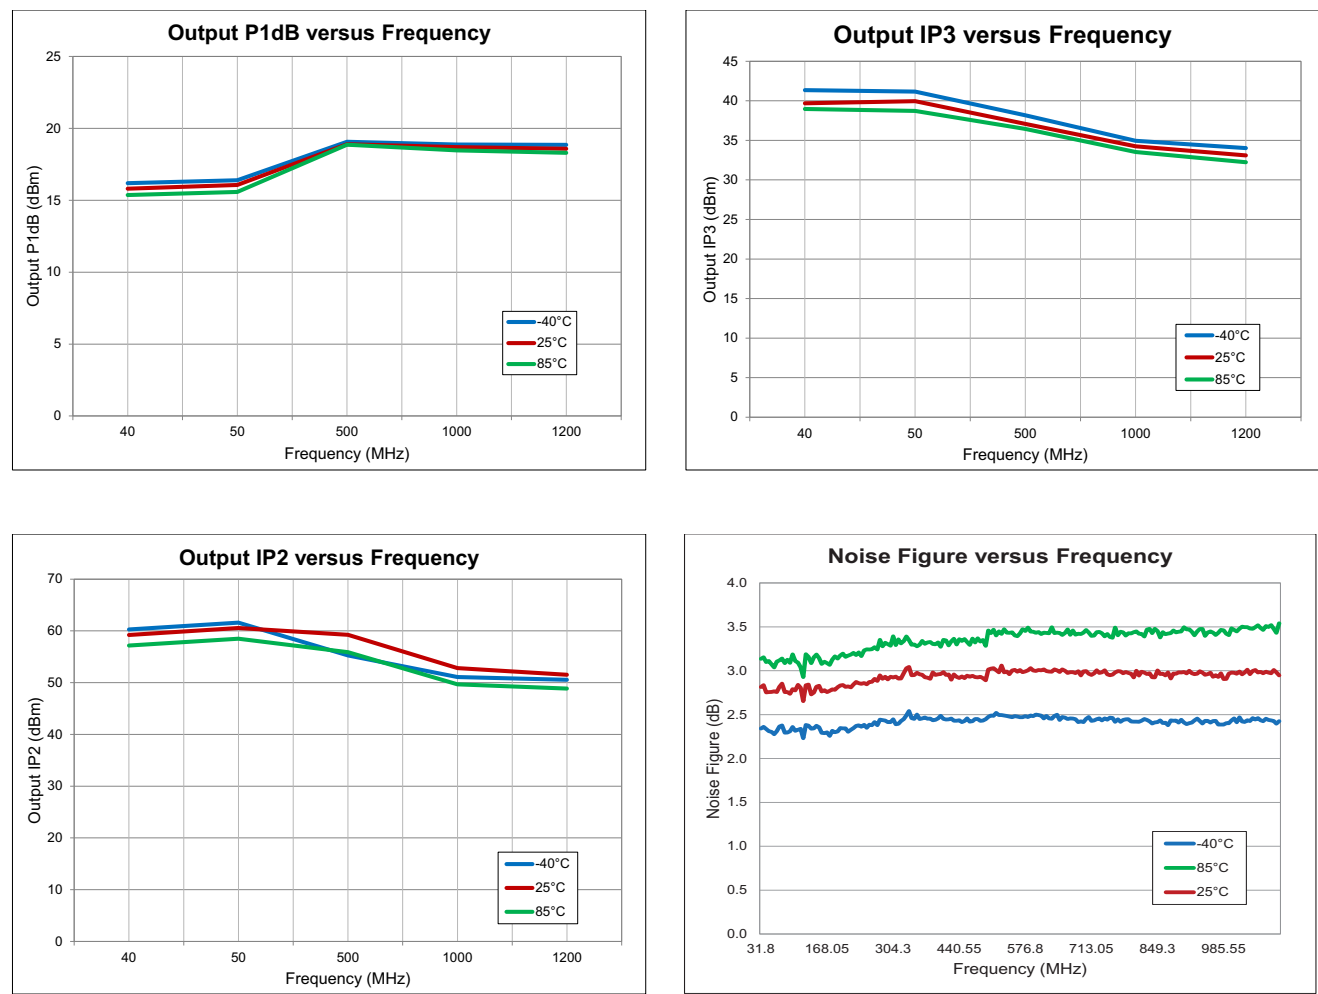 Output P1dB versus Frequency
25
20
15
10
5
0
Output P1dB (dBm)
-40°C
25°C
85°C
40 50 500 1000 1200
Frequency (MHz)
Output IP3 versus Frequency
45
40
35
30
25
20
15
10
5
0
Output IP3 (dBm)
-40°C
25°C
85°C
40 50 500 1000 1200
Frequency (MHz)
Output IP2 versus Frequency
70
60
50
40
30
20
10
0
Output IP2 (dBm)
-40°C
25°C
85°C
40 50 500 1000 1200
Frequency (MHz)
Noise Figure versus Frequency
4.0
3.5
3.0
2.5
2.0
1.5
1.0
0.5
0.0
Noise Figure (dB)
-40°C
85°C
25°C
31.8 168.05 304.3 440.55 576.8 713.05 849.3 985.55
Frequency (MHz)